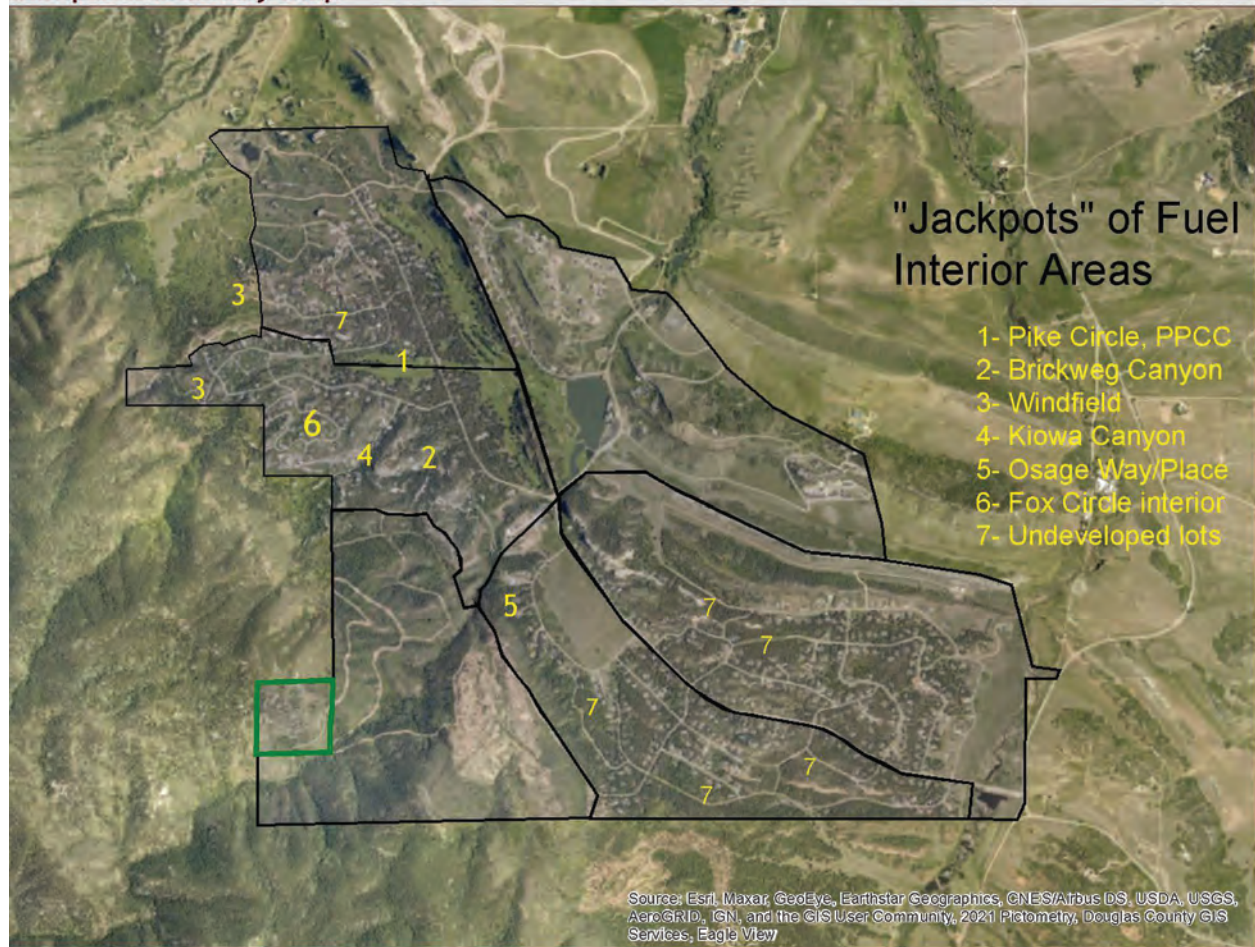 "Jackpots" of Fuel
Interior Areas
1- Pike Circle, PPCC
2- Brickweg Canyon
3- Windfield
4- Kiowa Canyon
5- Osage Way/Place
6- Fox Circle interior
7- Undeveloped lots
3
7
1
3
6
4
2
5
7
7
7
7
7
Source: Esri, Maxar, GeoEye, Earthstar Geographics, CNES/Airbus DS, USDA, USGS,
AeroGRID, IGN, and the GIS User Community, 2021 Pictometry, Douglas County GIS
Services, Eagle View